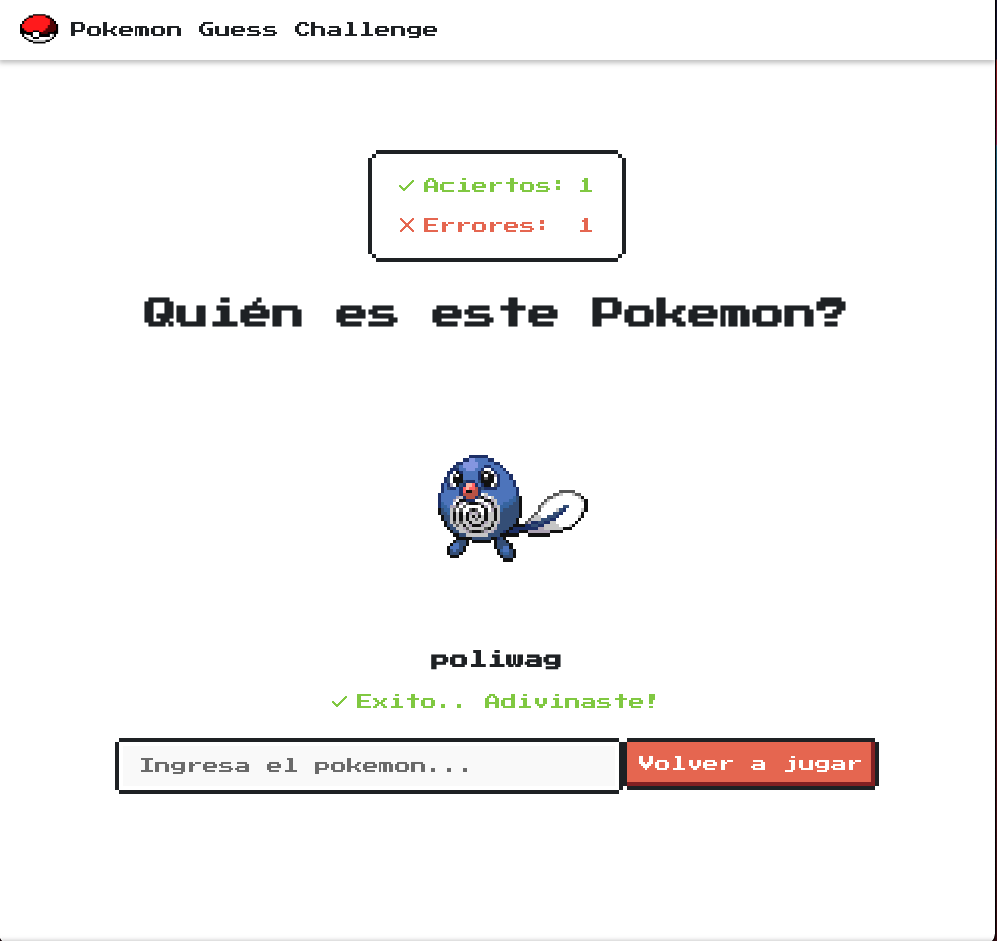 Pokemon Guess Challenge
✓ Aciertos: 1
✕ Errores: 1
Quién es este Pokemon?
poliwag
✓ Exito.. Adivinaste!
Ingresa el pokemon...
Volver a jugar